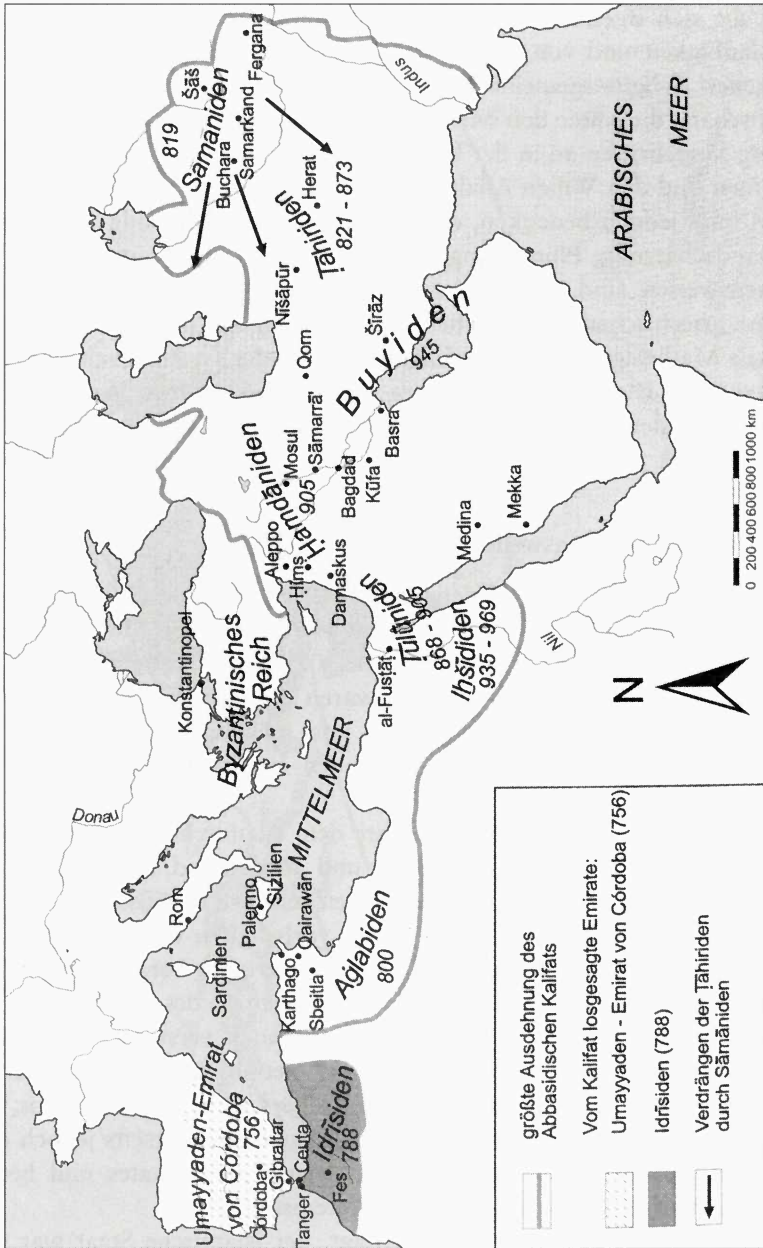 Umayyaden-Emirat
von Córdoba
756
Córdoba
Gibraltar
Tanger
Ceuta
Fes
Idrīsiden
788
Sardinien
Rom
Palermo
Sizilien
Karthago
Qairawān
Sbeitla
Aġlabiden
800
MITTELMEER
Donau
Konstantinopel
Byzantinisches
Reich
al-Fusṭāṭ
Ṭūlūniden
868 - 905
Iḫšīdiden
935 - 969
Nil
Aleppo
Ḥimṣ
Damaskus
Ḥamdāniden
905
Mosul
Sāmarrā'
Bagdad
Kūfa
Basra
Medina
Mekka
Qom
Buyiden
945
Šīrāz
Nīšāpūr
Ṭāhiriden
821 - 873
Herat
819
Sāmāniden
Šāš
Buchara
Samarkand
Fergana
Indus
ARABISCHES
MEER
N
0 200 400 600 800 1000 km
größte Ausdehnung des
Abbasidischen Kalifats
Vom Kalifat losgesagte Emirate:
Umayyaden - Emirat von Córdoba (756)
Idrīsiden (788)
Verdrängen der Ṭāhiriden
durch Sāmāniden